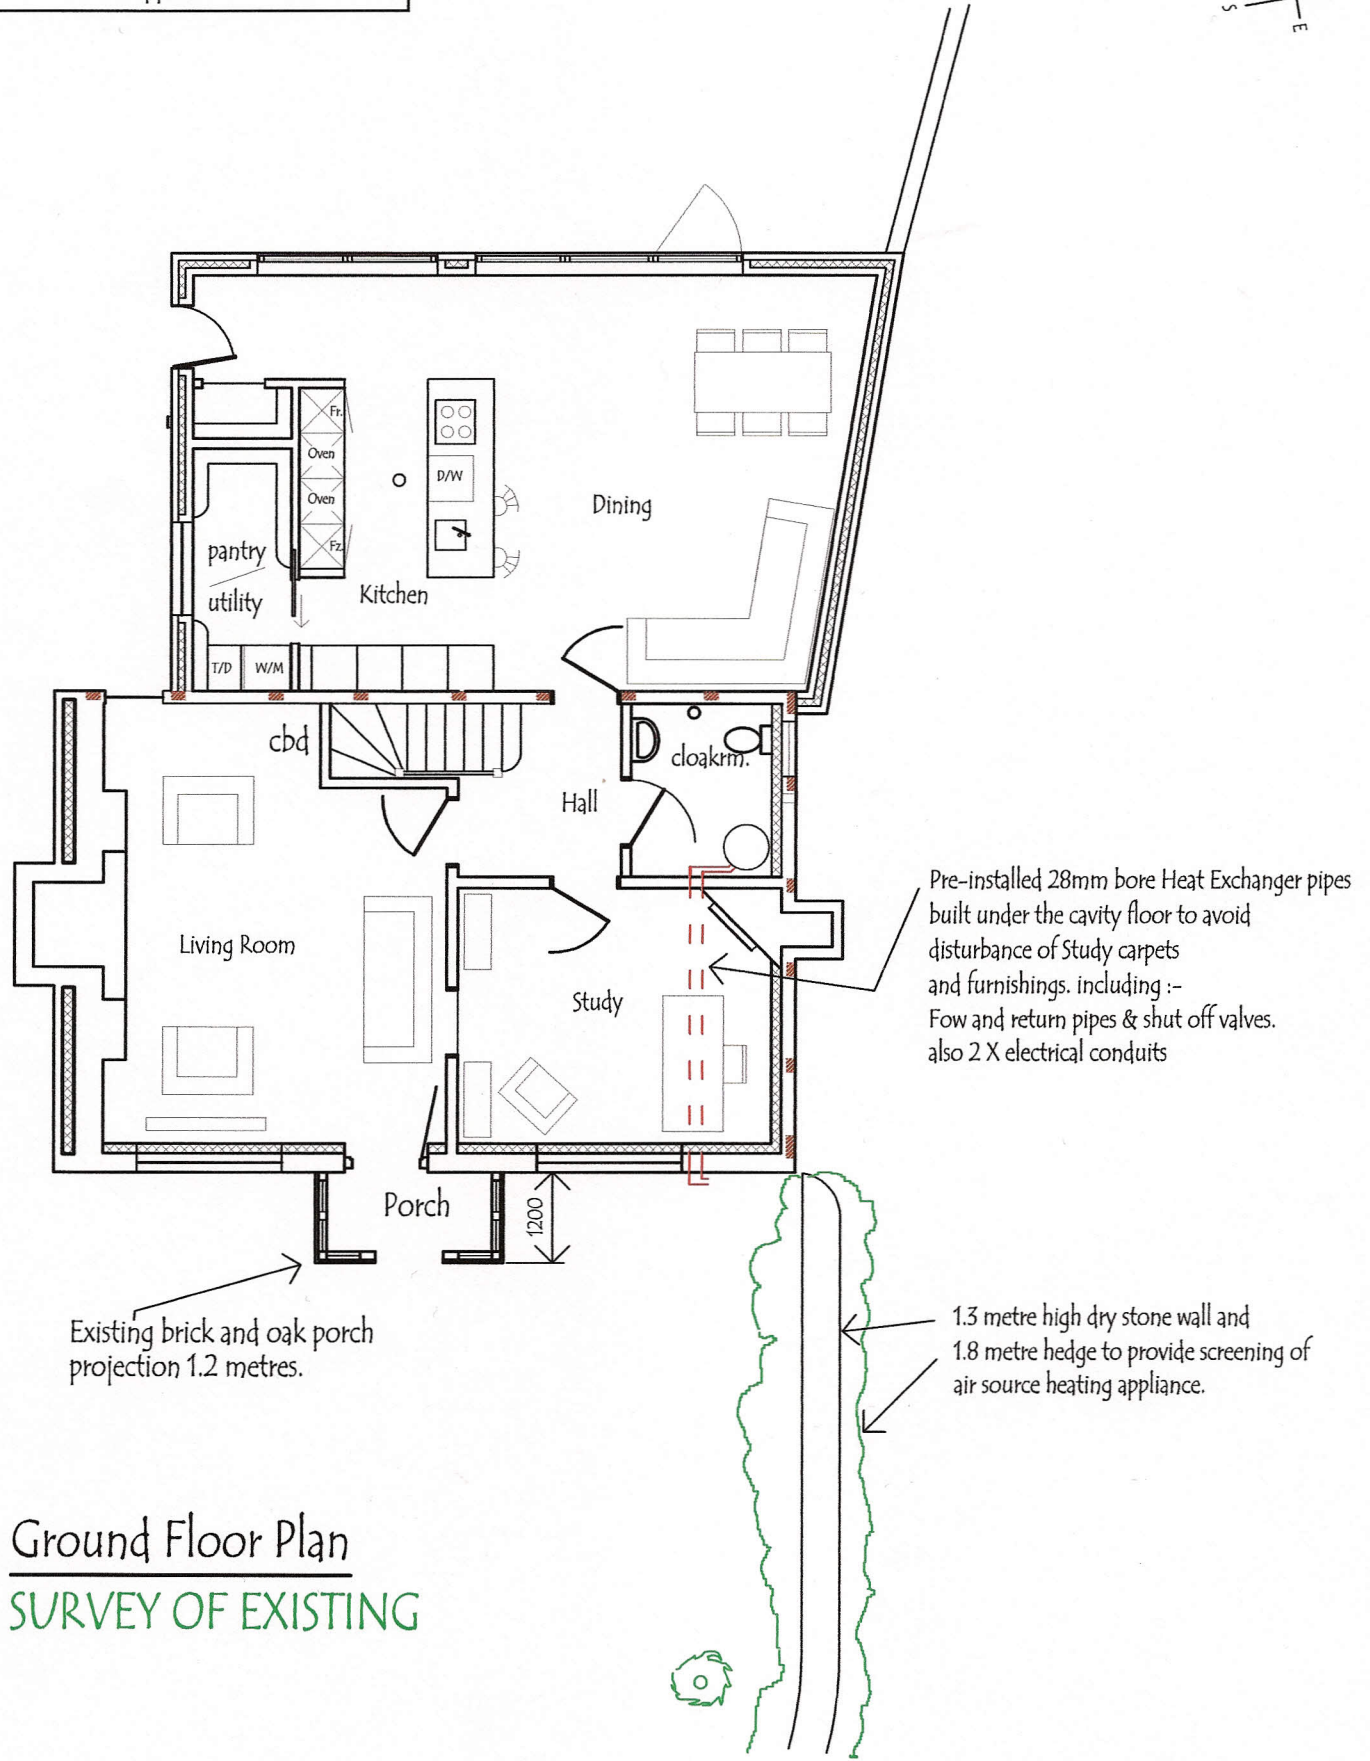 S
E
Fr.
Oven
Oven
Fz.
D/W
Dining
pantry
utility
Kitchen
T/D
W/M
cbd
cloakrm.
Hall
Living Room
Study
Pre-installed 28mm bore Heat Exchanger pipes
built under the cavity floor to avoid
disturbance of Study carpets
and furnishings. including :-
Fow and return pipes & shut off valves.
also 2 X electrical conduits
Porch
1200
Existing brick and oak porch
projection 1.2 metres.
1.3 metre high dry stone wall and
1.8 metre hedge to provide screening of
air source heating appliance.
Ground Floor Plan
SURVEY OF EXISTING